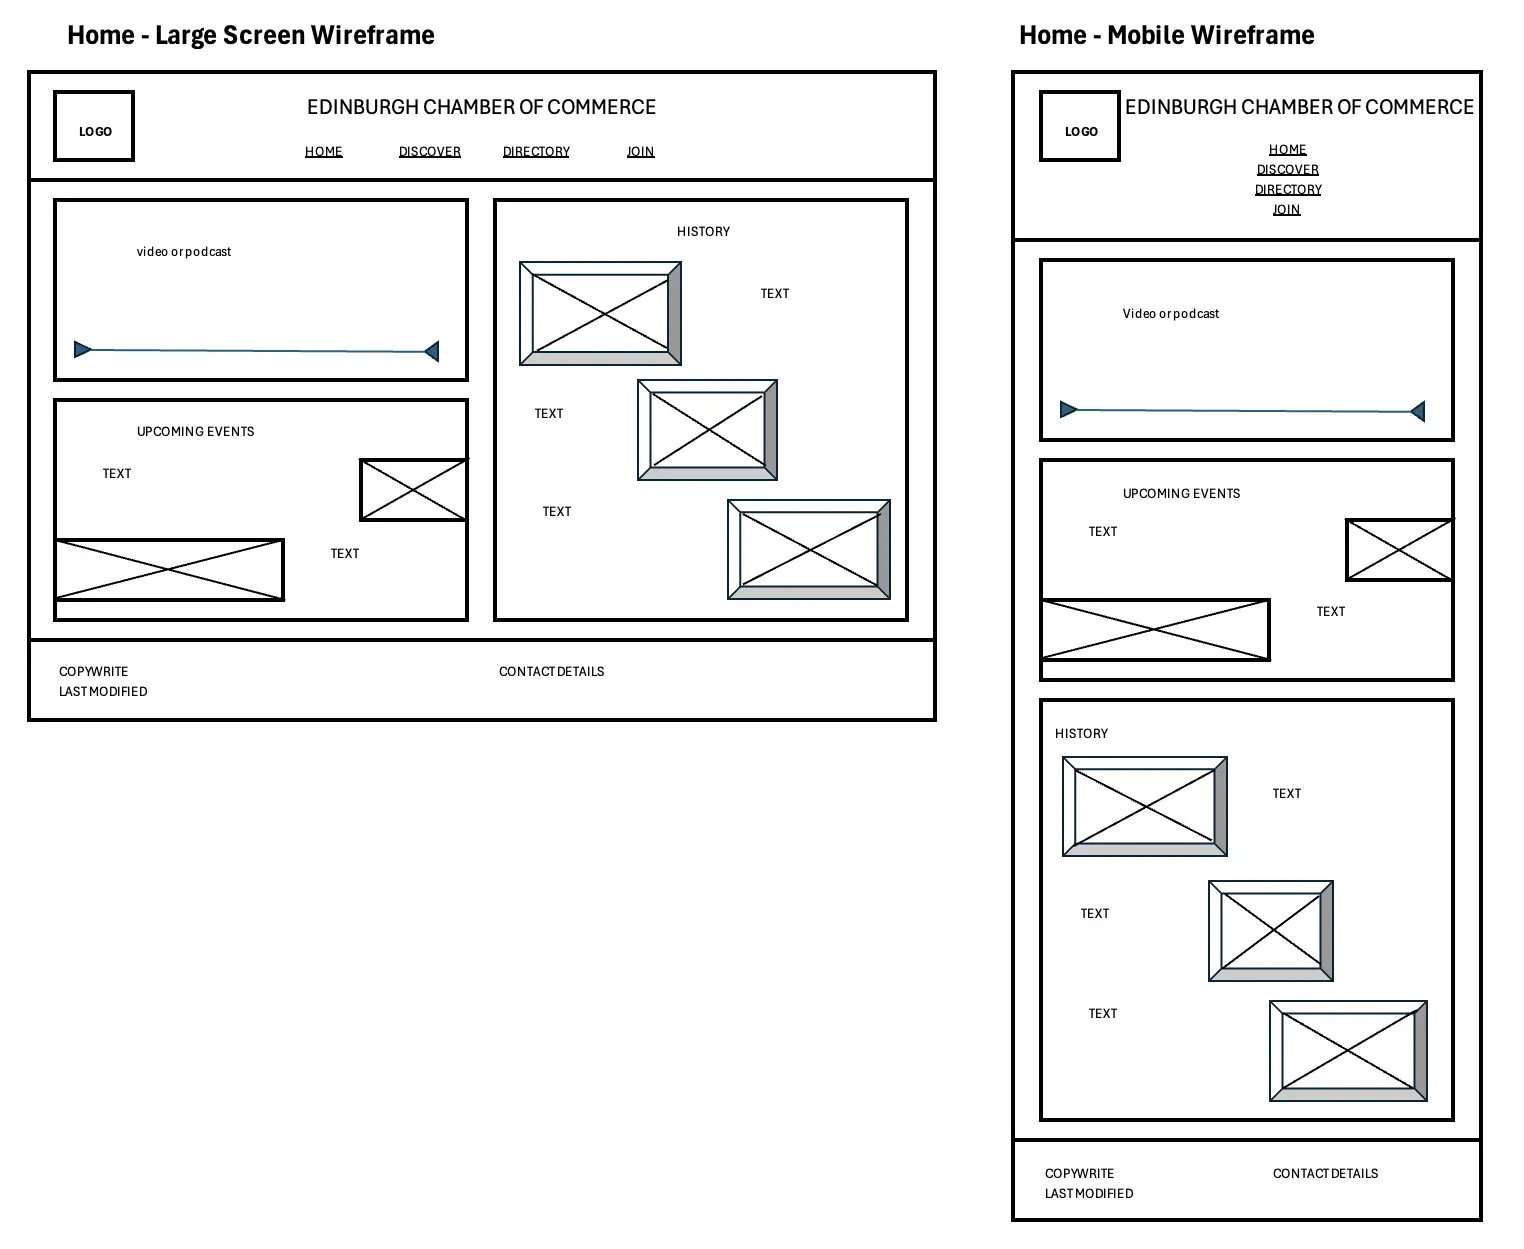 Home - Large Screen Wireframe
LOGO
EDINBURGH CHAMBER OF COMMERCE
HOME DISCOVER DIRECTORY JOIN
video or podcast
UPCOMING EVENTS
TEXT
TEXT
HISTORY
TEXT
TEXT
TEXT
COPYWRITE
LAST MODIFIED
CONTACT DETAILS
Home - Mobile Wireframe
LOGO
EDINBURGH CHAMBER OF COMMERCE
HOME
DISCOVER
DIRECTORY
JOIN
Video or podcast
UPCOMING EVENTS
TEXT
TEXT
HISTORY
TEXT
TEXT
TEXT
COPYWRITE
LAST MODIFIED
CONTACT DETAILS